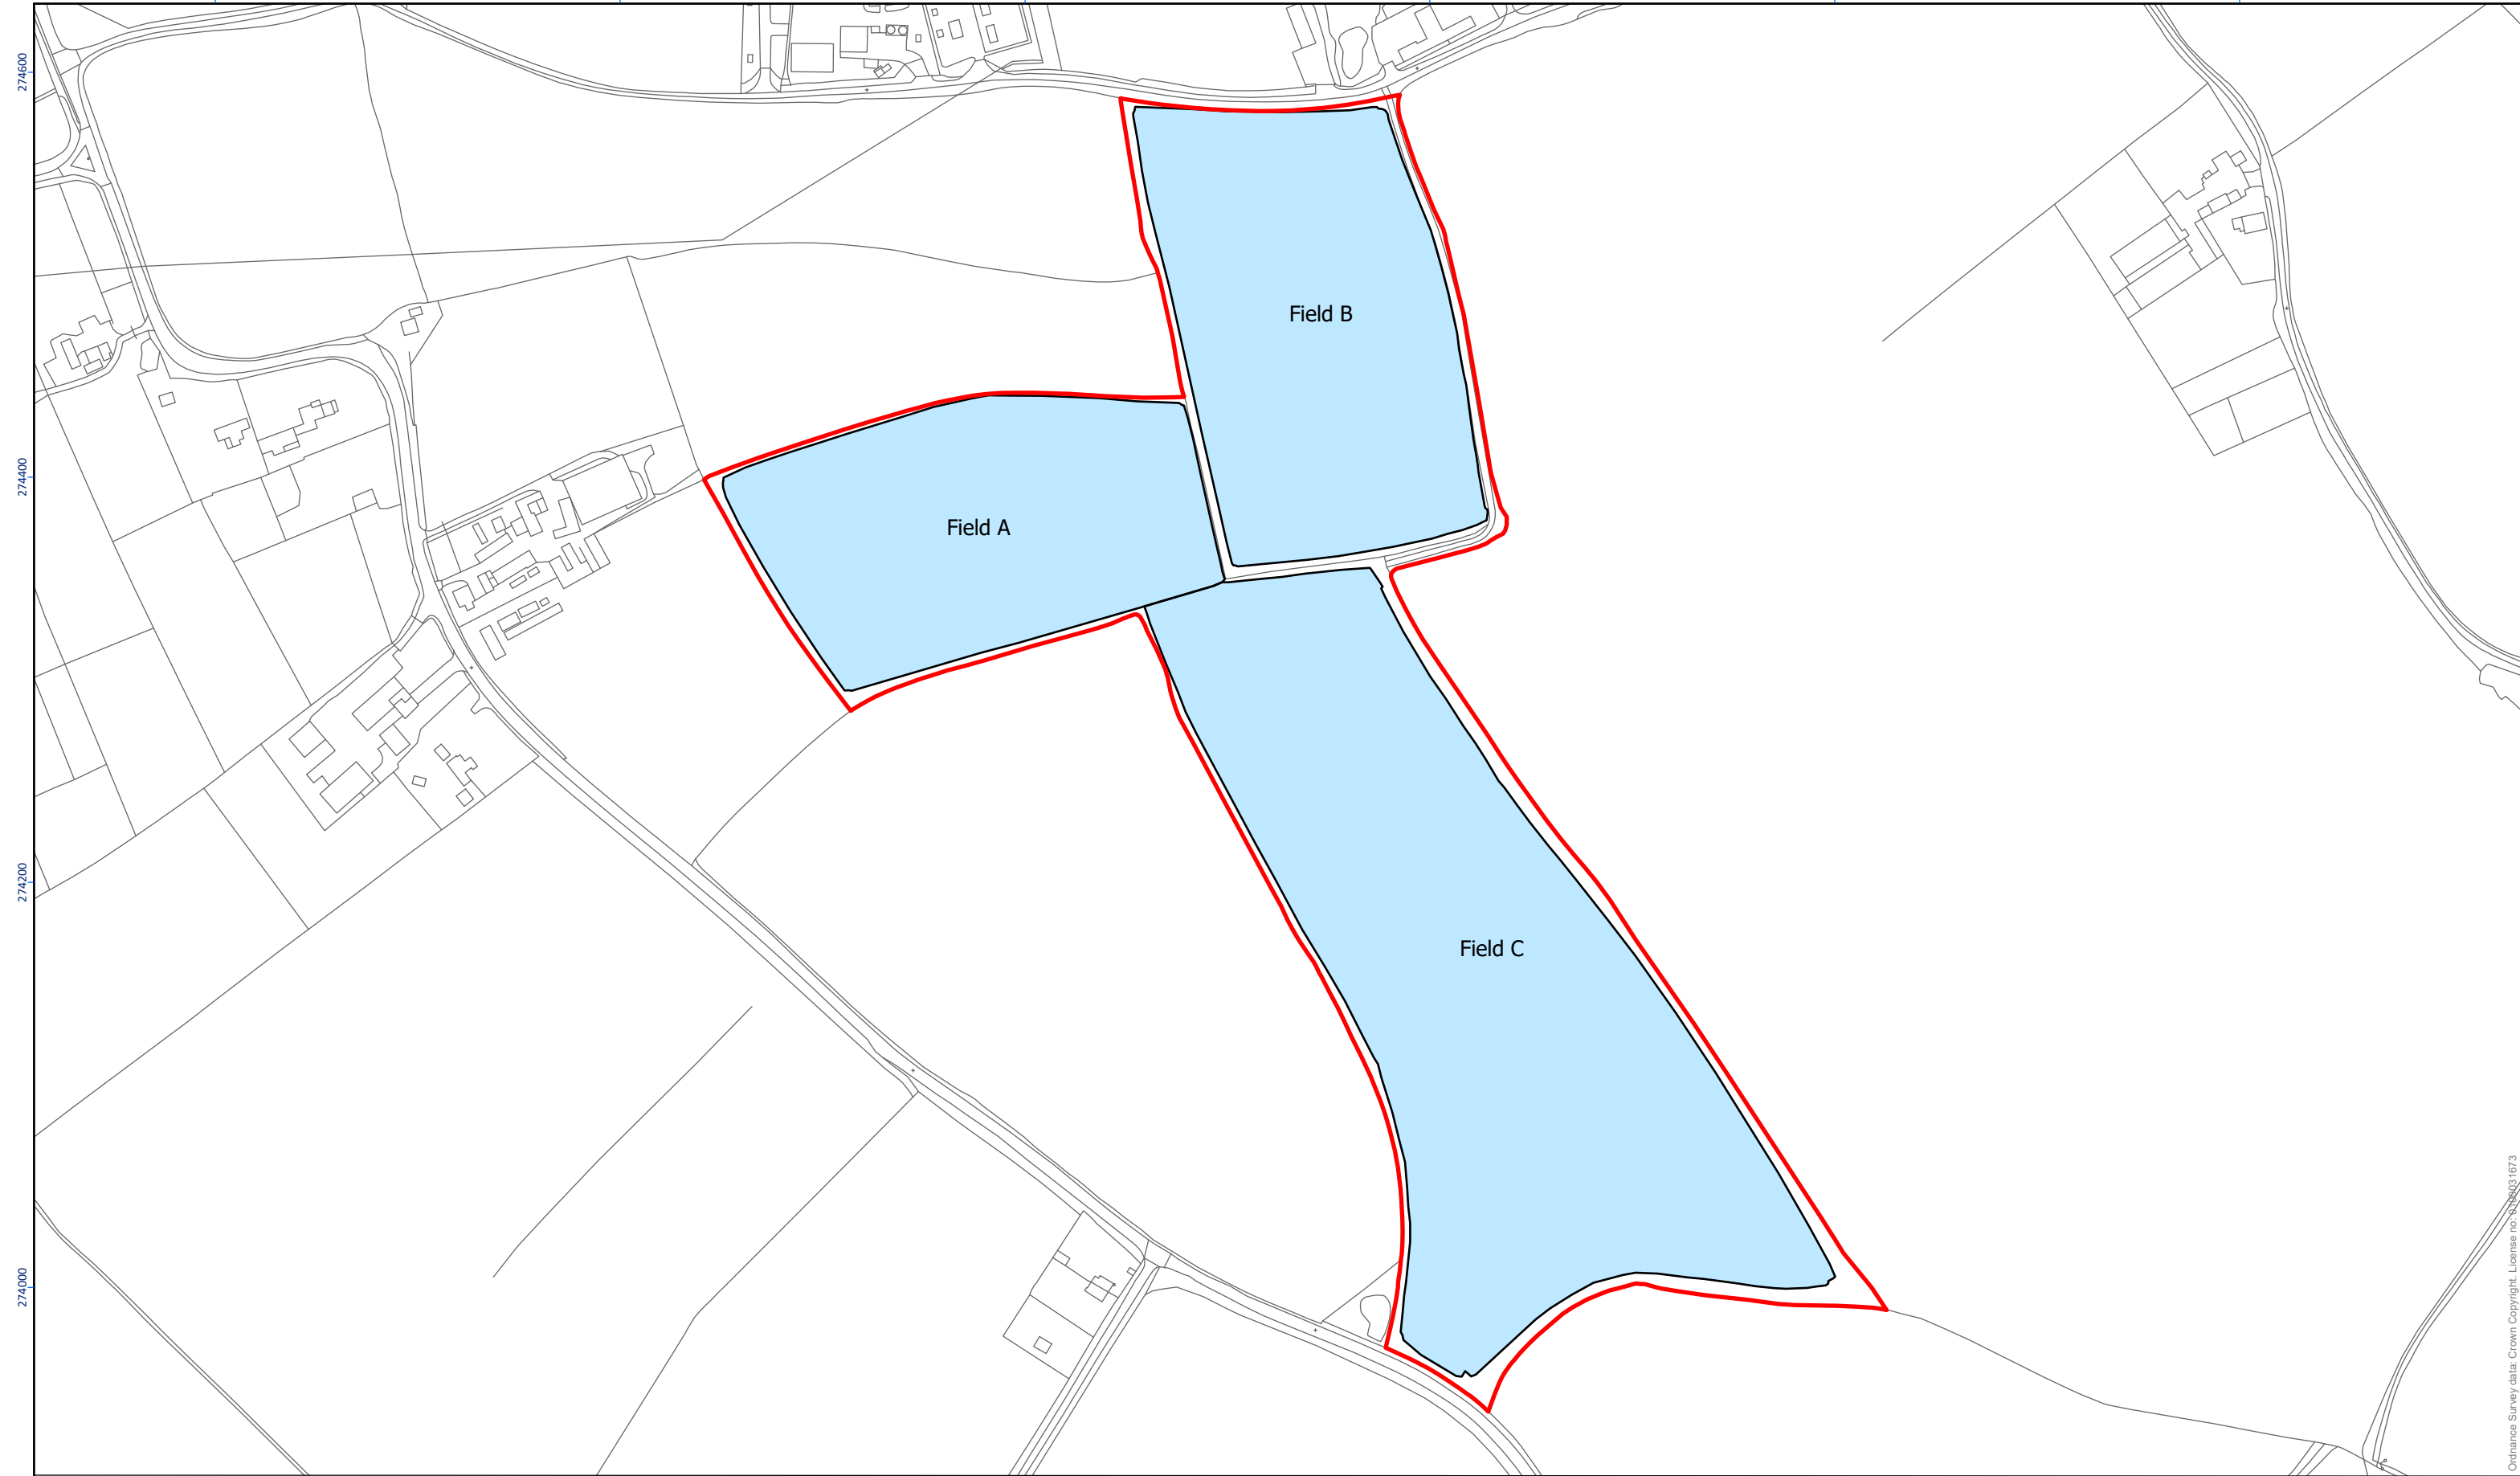 274600
Field B
274400
Field A
274200
Field C
274000
Ordnance Survey data: Crown Copyright. License no: 0100031673